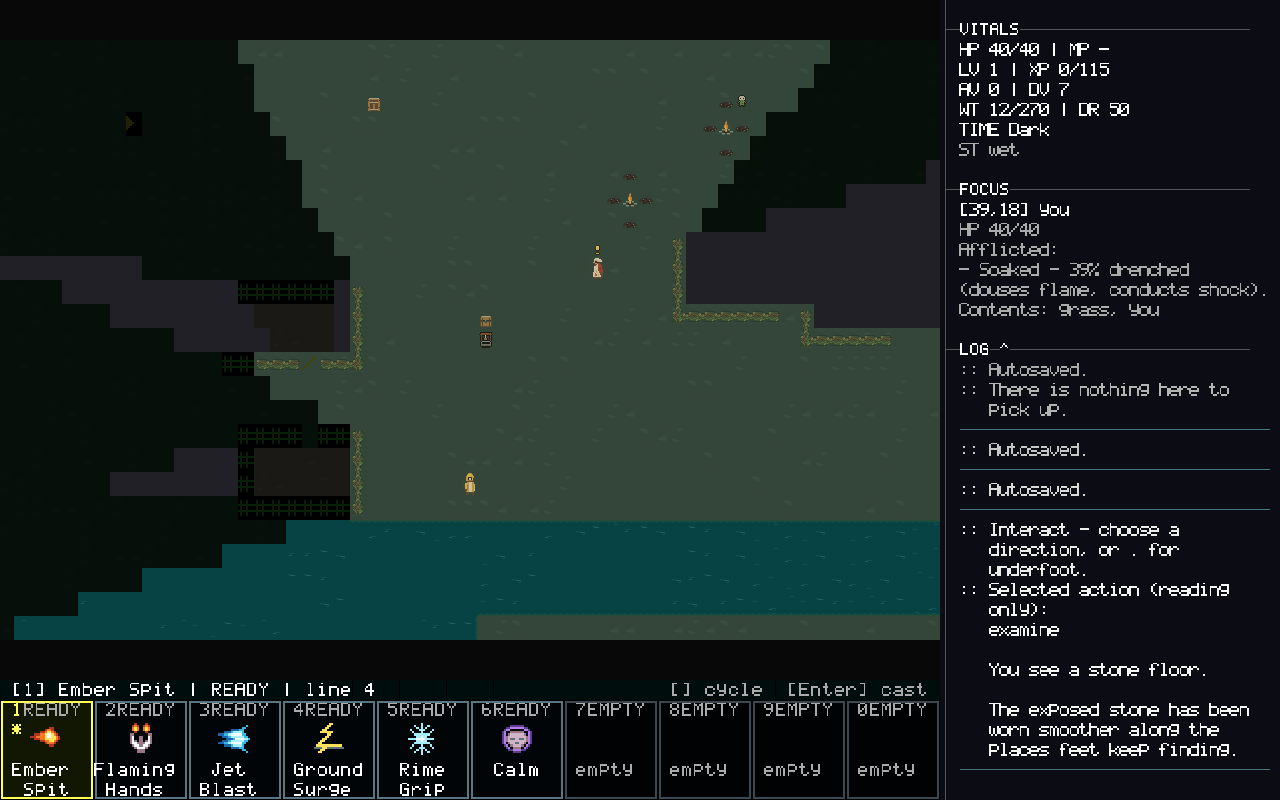 VITALS
HP 40/40 | MP -
LV 1 | XP 0/115
AV 0 | DV 7
WT 12/270 | DR 50
TIME Dark
ST wet
FOCUS
[39,18] You
HP 40/40
Afflicted:
- Soaked - 39% drenched
(douses flame, conducts shock).
Contents: grass, You
LOG ^
:: Autosaved.
:: There is nothing here to
Pick uP.
:: Autosaved.
:: Autosaved.
:: Interact - choose a
direction, or . for
underfoot.
:: Selected action (reading
only):
examine
You see a stone floor.
The exPosed stone has been
worn smoother along the
Places feet keeP finding.
[1] Ember SPit | READY | line 4
[] cycle [Enter] cast
1READY 2READY 3READY 4READY 5READY 6READY 7EMPTY 8EMPTY 9EMPTY 0EMPTY
*
Ember Flaming Jet Ground Rime Calm emPty emPty emPty emPty
SPit Hands Blast Surge GriP